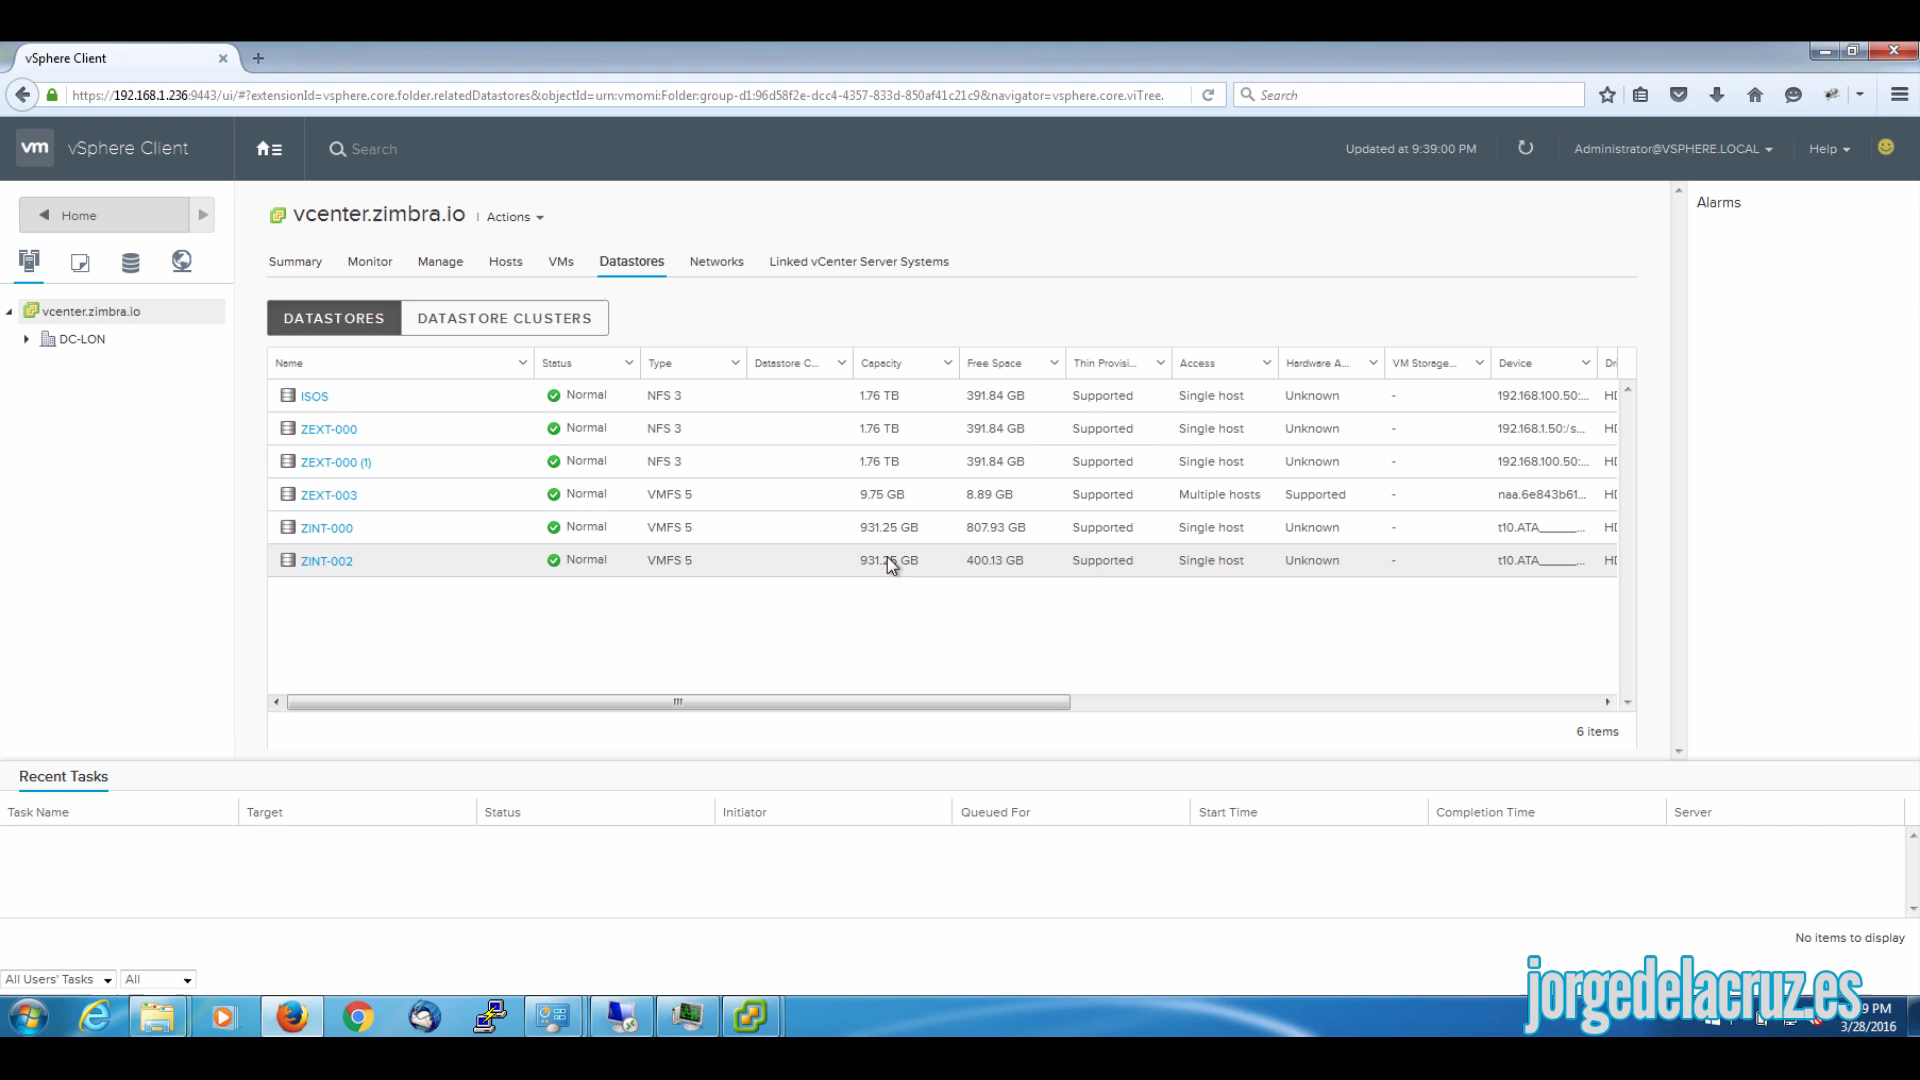 vSphere Client
https://192.168.1.236:9443/ui/#?extensionId=vsphere.core.folder.relatedDatastores&objectId=urn:vmomi:Folder:group-d1:96d58f2e-dcc4-4357-833d-850af41c21c9&navigator=vsphere.core.viTree.
Search
vm vSphere Client
Search
Updated at 9:39:00 PM
Administrator@VSPHERE.LOCAL
Help
Home
vcenter.zimbra.io
DC-LON
vcenter.zimbra.io
Actions
Summary Monitor Manage Hosts VMs Datastores Networks Linked vCenter Server Systems
DATASTORES DATASTORE CLUSTERS
Name Status Type Datastore C... Capacity Free Space Thin Provisi... Access Hardware A... VM Storage... Device Dri
ISOS Normal NFS 3 1.76 TB 391.84 GB Supported Single host Unknown - 192.168.100.50:...
ZEXT-000 Normal NFS 3 1.76 TB 391.84 GB Supported Single host Unknown - 192.168.1.50:/s...
ZEXT-000 (1) Normal NFS 3 1.76 TB 391.84 GB Supported Single host Unknown - 192.168.100.50:...
ZEXT-003 Normal VMFS 5 9.75 GB 8.89 GB Supported Multiple hosts Supported - naa.6e843b61...
ZINT-000 Normal VMFS 5 931.25 GB 807.93 GB Supported Single host Unknown - t10.ATA_____...
ZINT-002 Normal VMFS 5 931.25 GB 400.13 GB Supported Single host Unknown - t10.ATA_____...
6 items
Alarms
Recent Tasks
Task Name Target Status Initiator Queued For Start Time Completion Time Server
No items to display
All Users' Tasks
All
jorgedelacruz.es
9 PM
3/28/2016